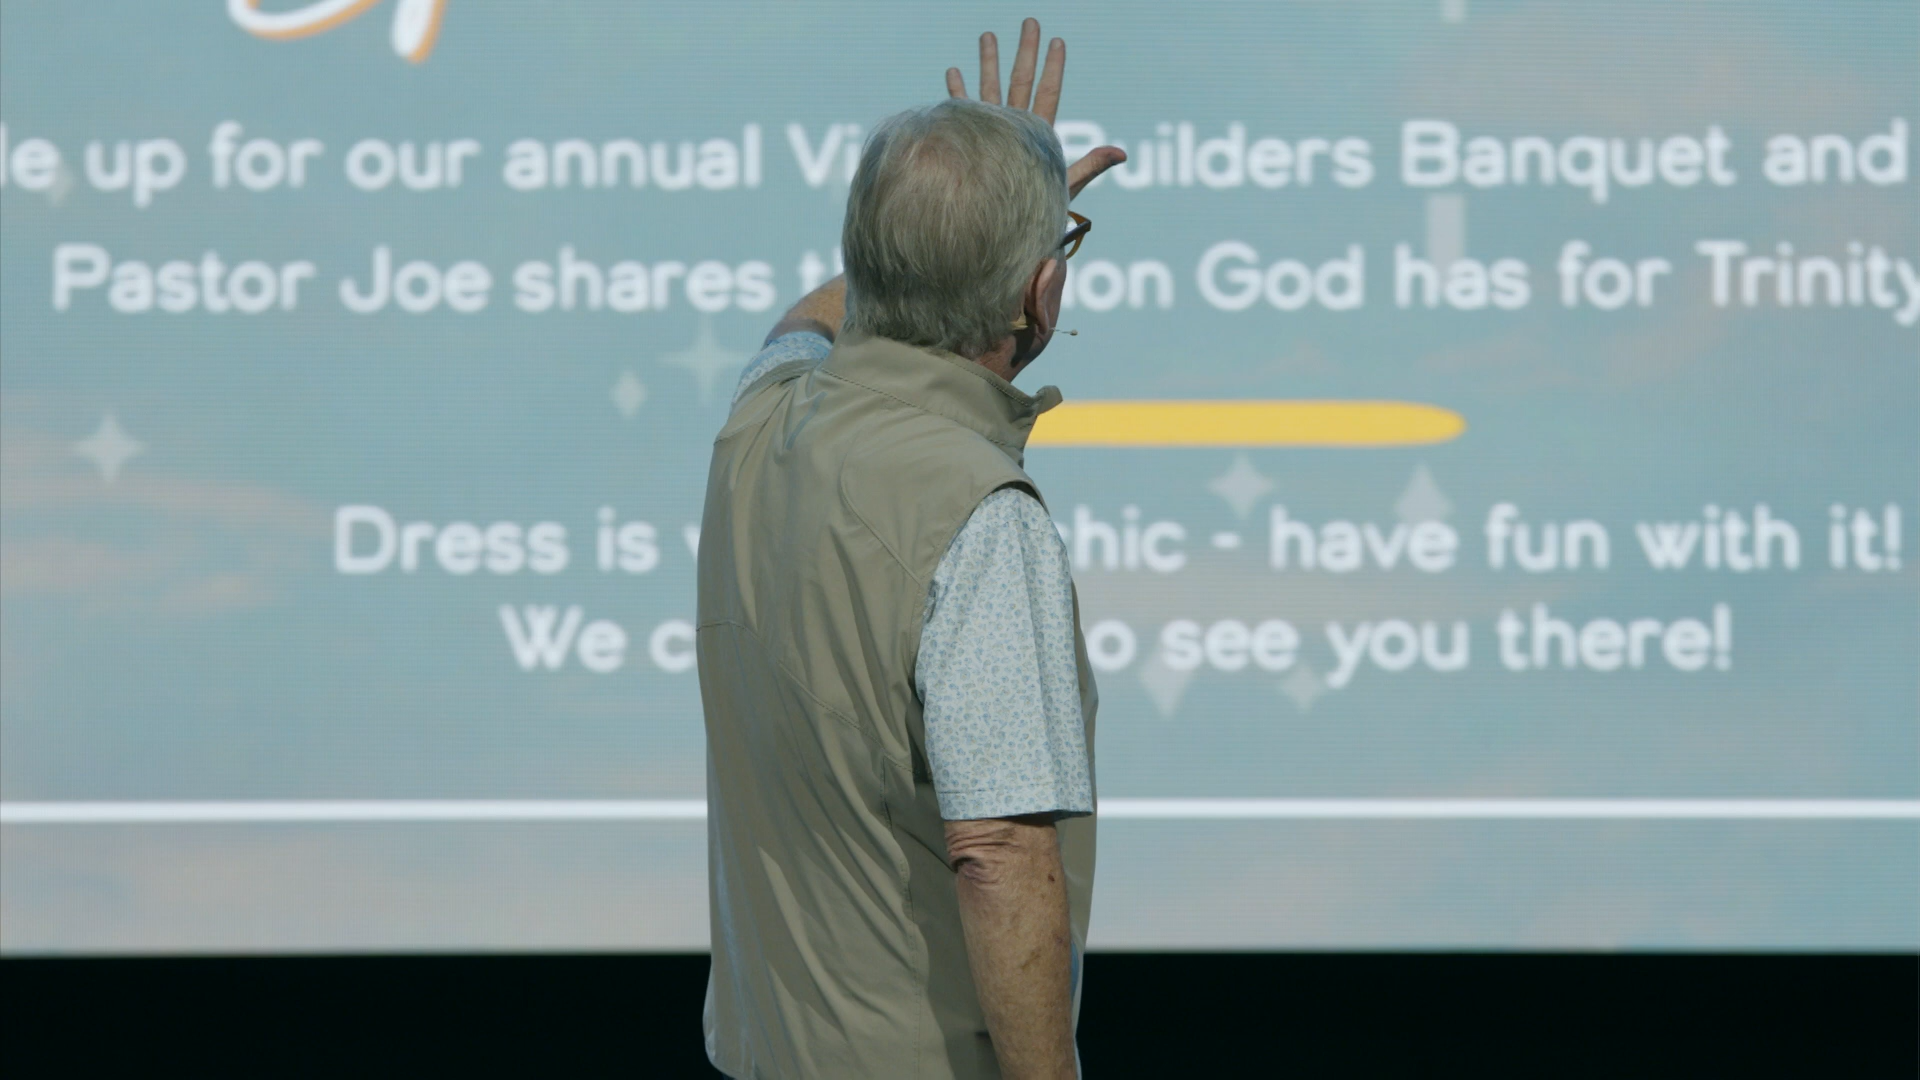 up for our annual Builders Banquet and
Pastor Joe shares God has for Trinity
Dress is chic - have fun with it!
We to see you there!